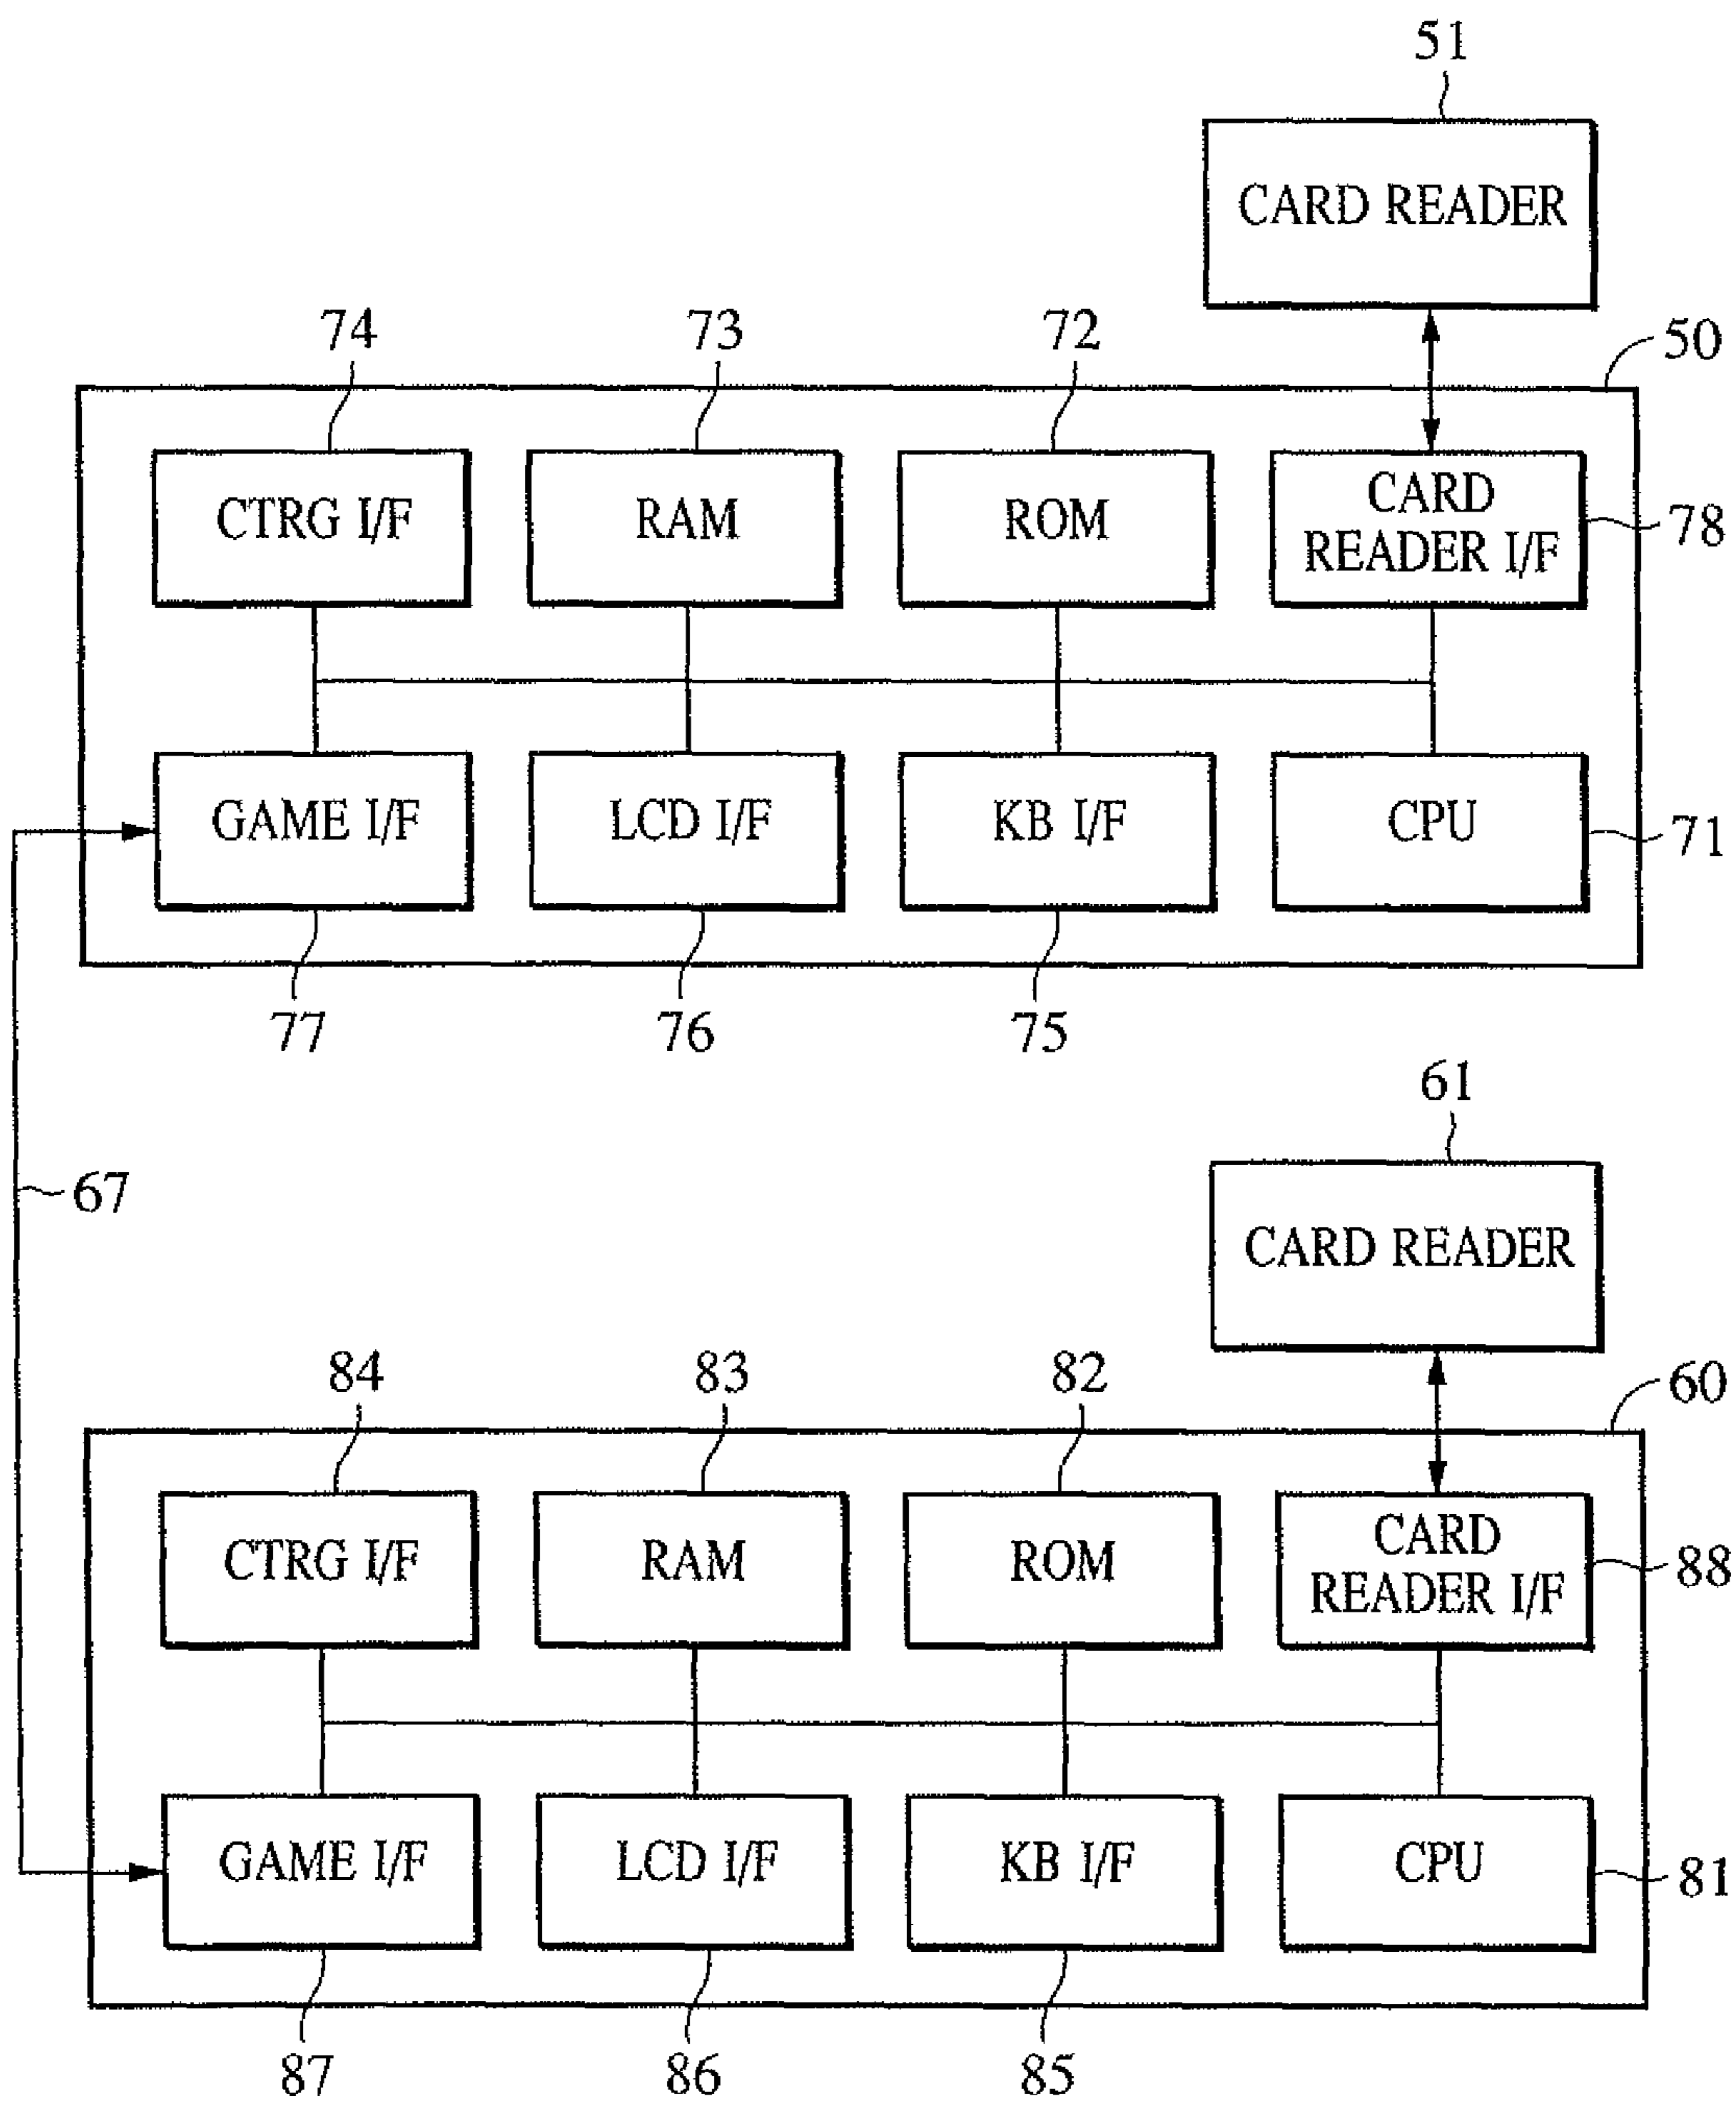 51
CARD READER
50
74
73
72
CTRG I/F
RAM
ROM
CARD
READER I/F
78
GAME I/F
LCD I/F
KB I/F
CPU
71
77
76
75
67
61
CARD READER
60
84
83
82
CTRG I/F
RAM
ROM
CARD
READER I/F
88
GAME I/F
LCD I/F
KB I/F
CPU
81
87
86
85